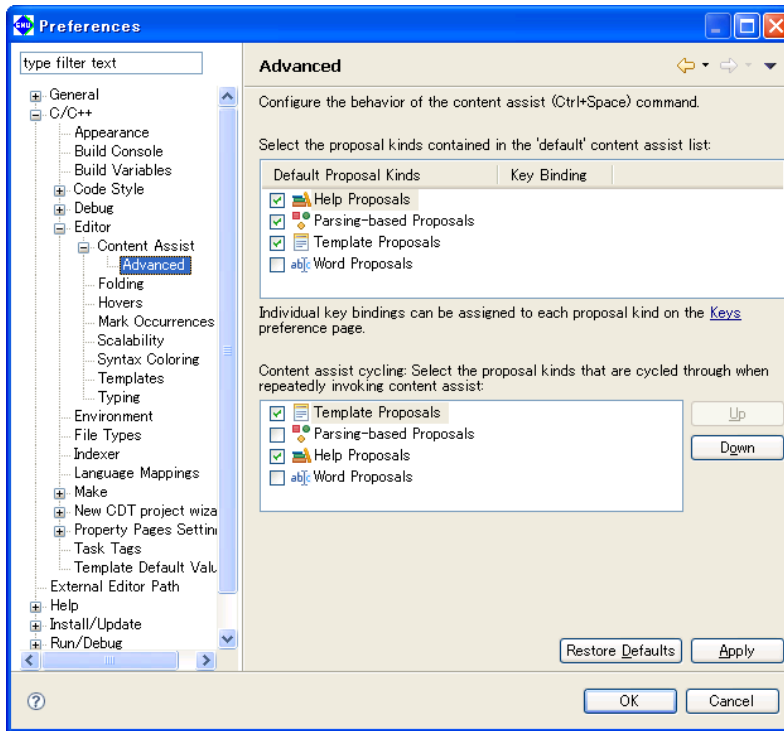 Preferences
type filter text
General
C/C++
Appearance
Build Console
Build Variables
Code Style
Debug
Editor
Content Assist
Advanced
Folding
Hovers
Mark Occurrences
Scalability
Syntax Coloring
Templates
Typing
Environment
File Types
Indexer
Language Mappings
Make
New CDT project wiza
Property Pages Settin
Task Tags
Template Default Valu
External Editor Path
Help
Install/Update
Run/Debug
Advanced
Configure the behavior of the content assist (Ctrl+Space) command.
Select the proposal kinds contained in the 'default' content assist list:
Default Proposal Kinds Key Binding
Help Proposals
Parsing-based Proposals
Template Proposals
Word Proposals
Individual key bindings can be assigned to each proposal kind on the Keys
preference page.
Content assist cycling: Select the proposal kinds that are cycled through when
repeatedly invoking content assist:
Template Proposals
Parsing-based Proposals
Help Proposals
Word Proposals
Up
Down
Restore Defaults Apply
OK Cancel